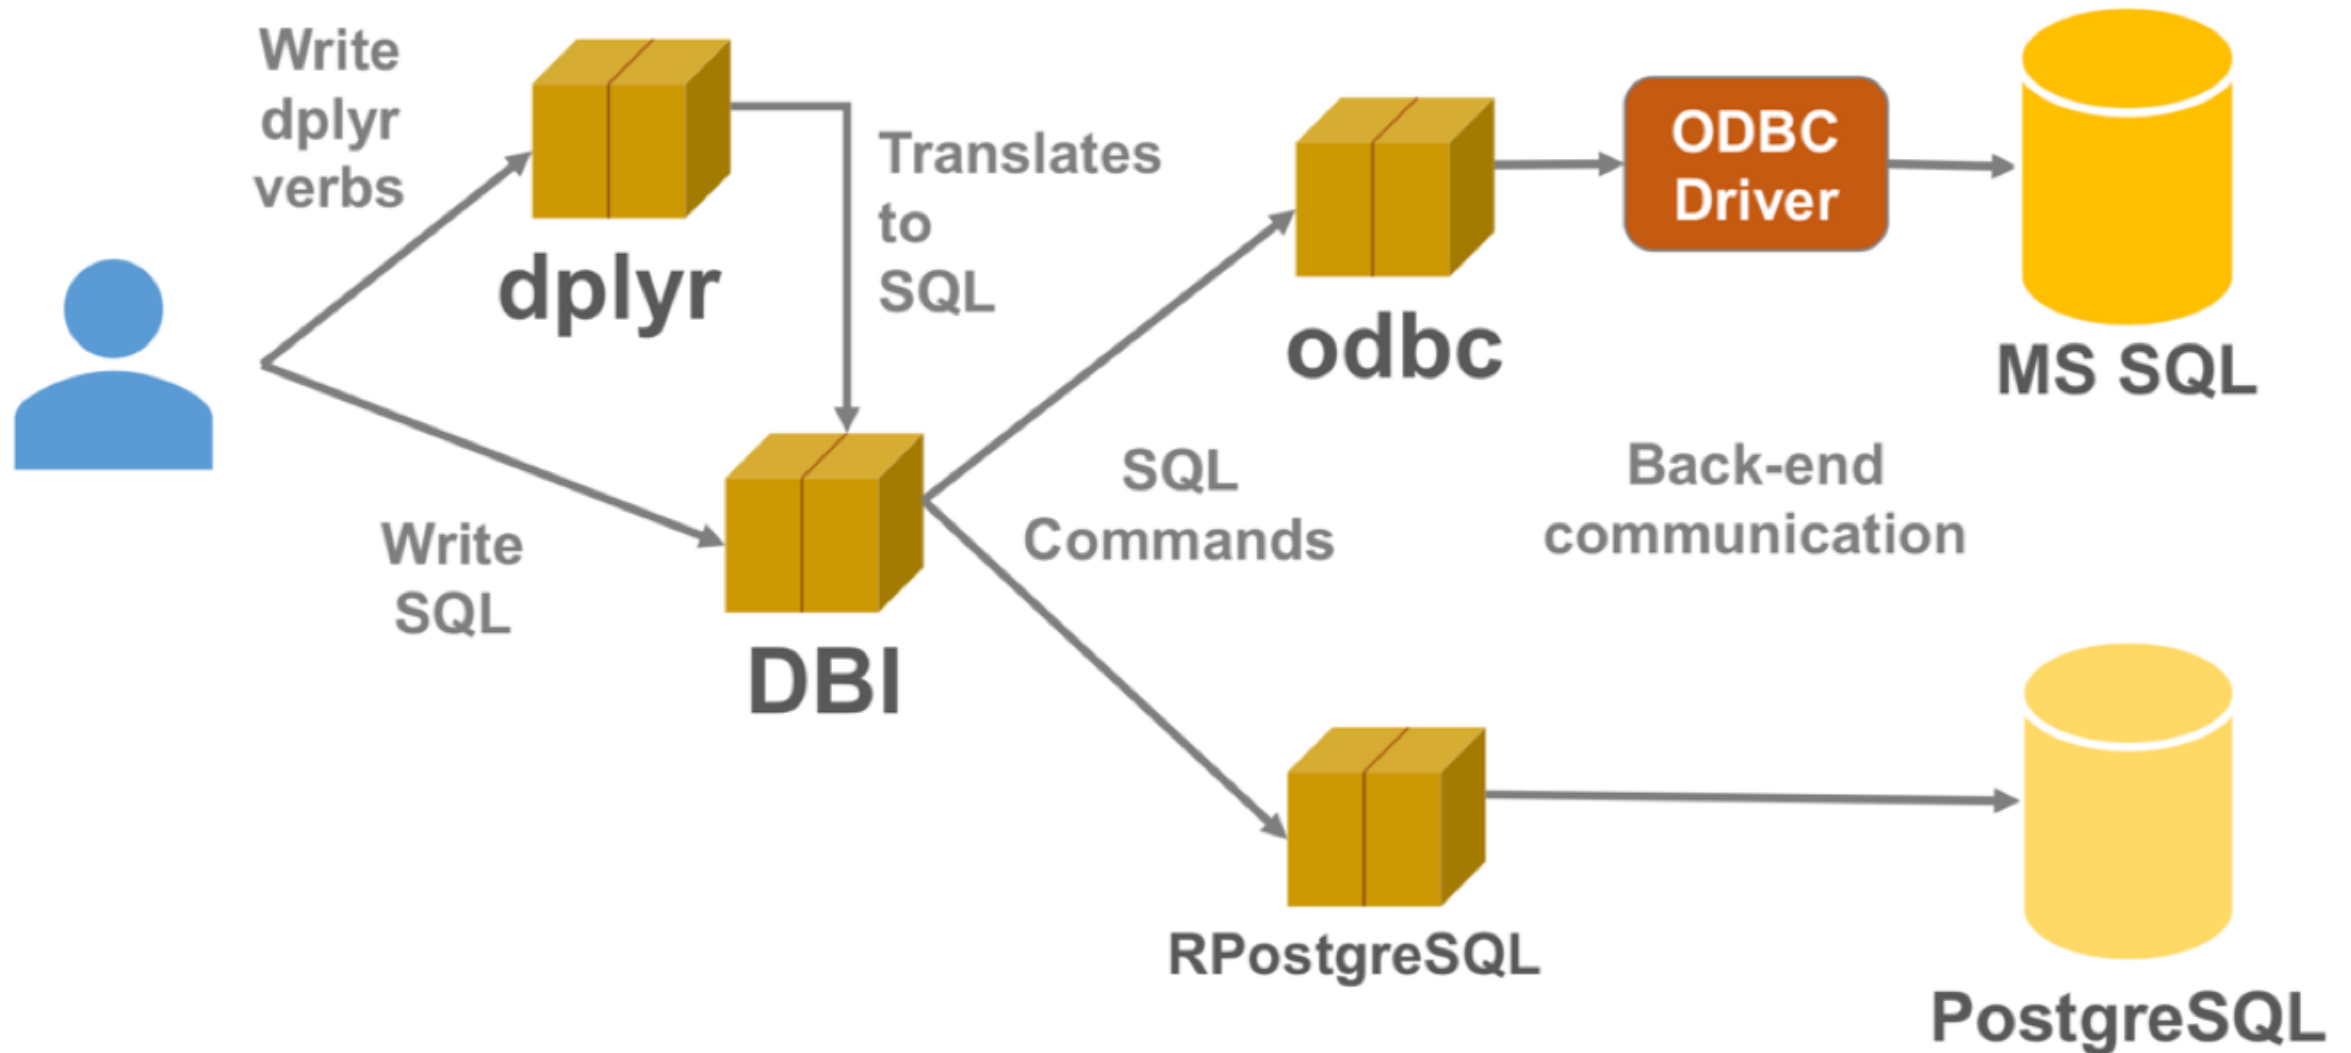 Write
dplyr
verbs
dplyr
Translates
to
SQL
Write
SQL
DBI
SQL
Commands
odbc
ODBC
Driver
MS SQL
Back-end
communication
RPostgreSQL
PostgreSQL